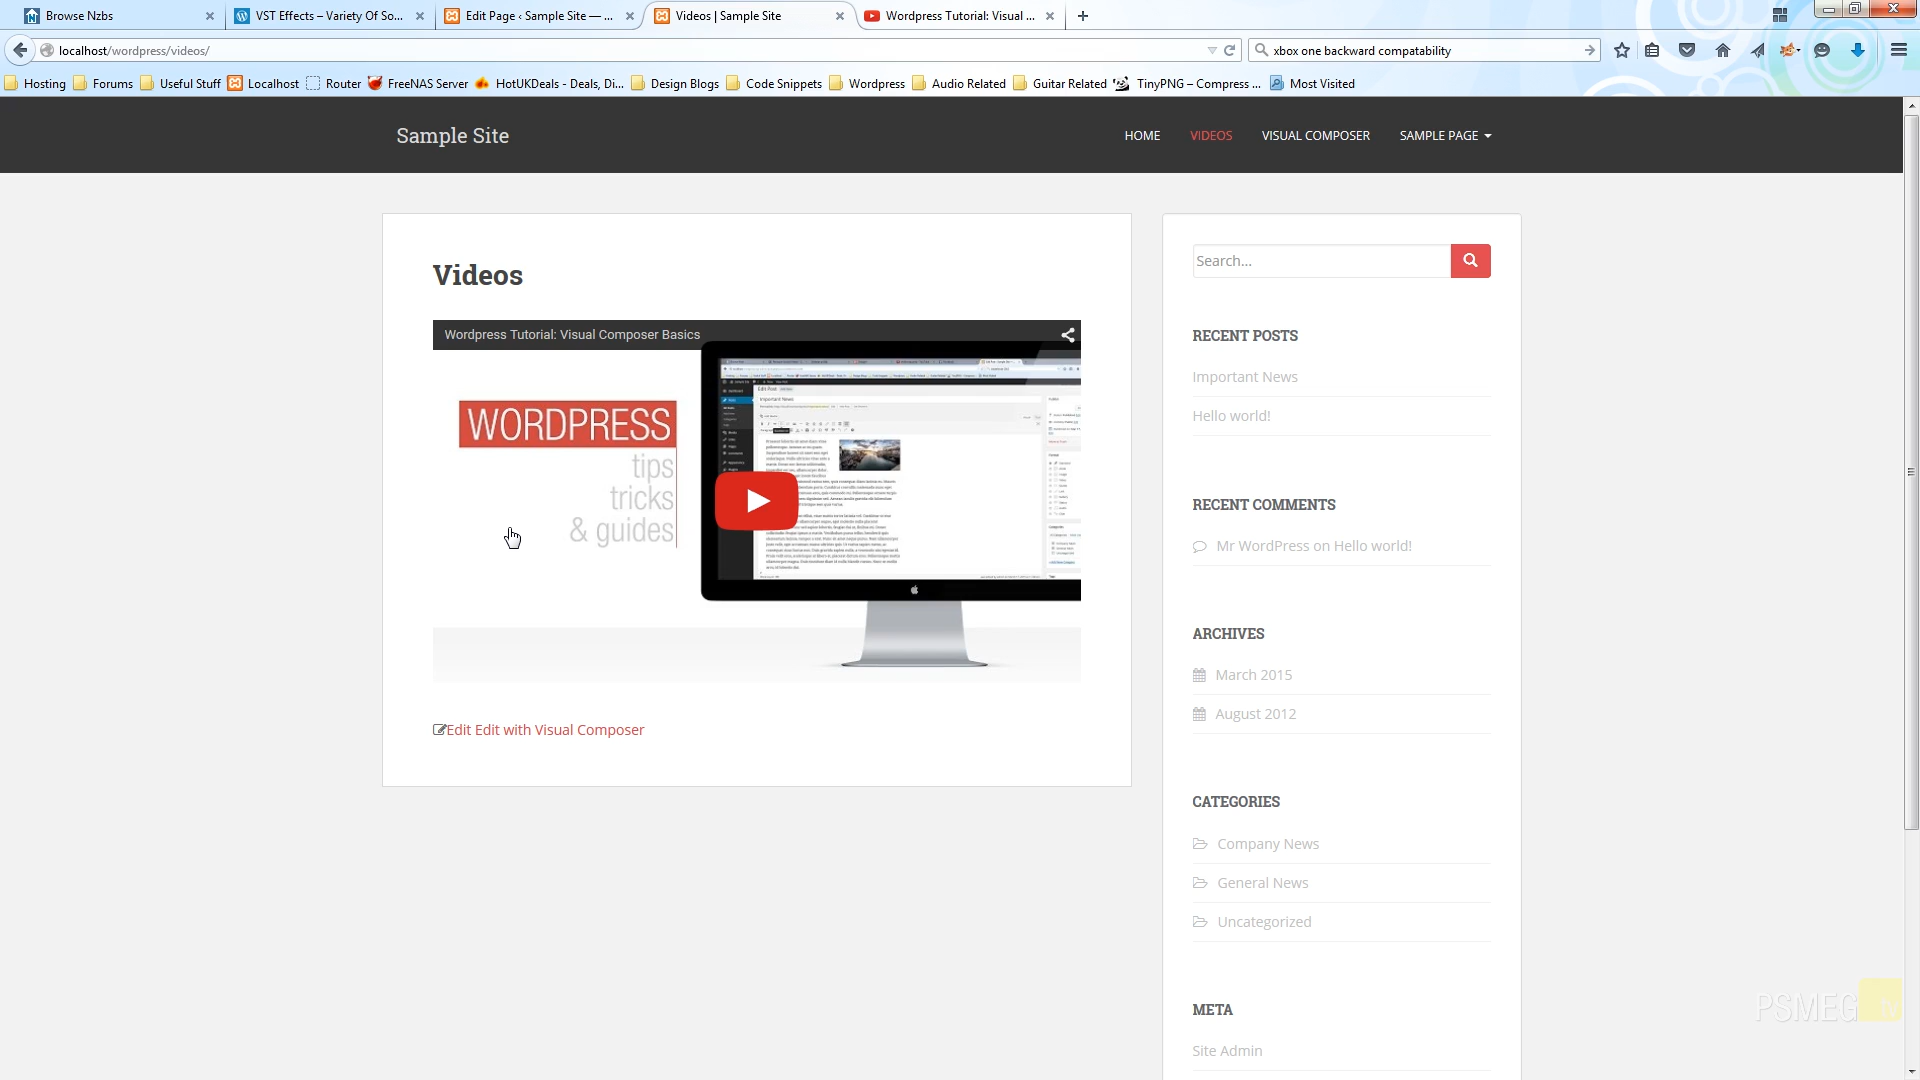 Browse Nzbs
VST Effects – Variety Of So...
Edit Page ‹ Sample Site — ...
Videos | Sample Site
Wordpress Tutorial: Visual ...
localhost/wordpress/videos/
xbox one backward compatability
Hosting
Forums
Useful Stuff
Localhost
Router
FreeNAS Server
HotUKDeals - Deals, Di...
Design Blogs
Code Snippets
Wordpress
Audio Related
Guitar Related
TinyPNG – Compress ...
Most Visited
Sample Site
HOME
VIDEOS
VISUAL COMPOSER
SAMPLE PAGE
Videos
Wordpress Tutorial: Visual Composer Basics
WORDPRESS
tips
tricks
& guides
Edit Post
Important News
Edit Edit with Visual Composer
Search...
RECENT POSTS
Important News
Hello world!
RECENT COMMENTS
Mr WordPress on Hello world!
ARCHIVES
March 2015
August 2012
CATEGORIES
Company News
General News
Uncategorized
META
Site Admin
PSMEG tv